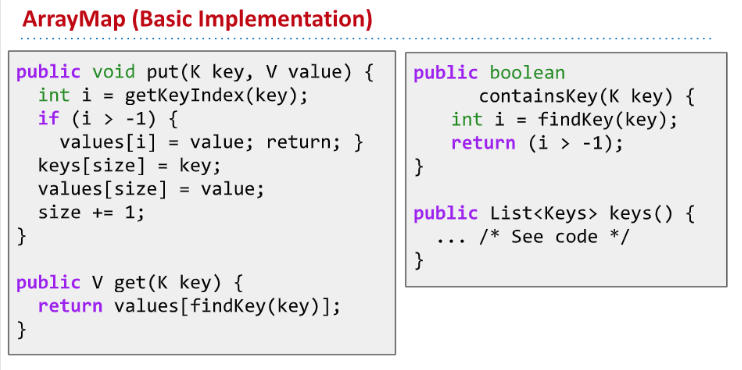 ArrayMap (Basic Implementation)
public void put(K key, V value) {
int i = getKeyIndex(key);
if (i > -1) {
values[i] = value; return; }
keys[size] = key;
values[size] = value;
size += 1;
}
public V get(K key) {
return values[findKey(key)];
}
public boolean
containsKey(K key) {
int i = findKey(key);
return (i > -1);
}
public List<Keys> keys() {
... /* See code */
}